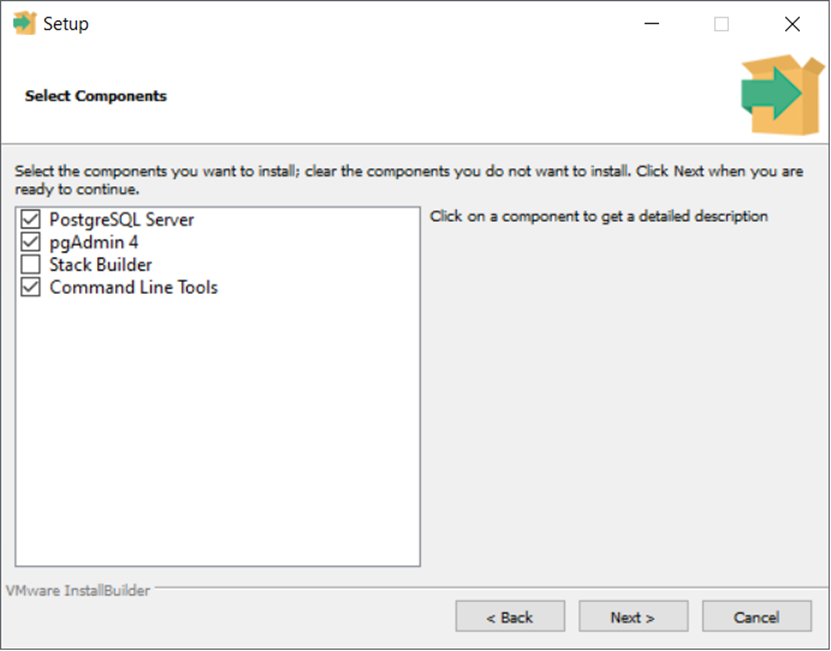 Setup
Select Components
Select the components you want to install; clear the components you do not want to install. Click Next when you are
ready to continue.
PostgreSQL Server
pgAdmin 4
Stack Builder
Command Line Tools
Click on a component to get a detailed description
VMware InstallBuilder
< Back
Next >
Cancel